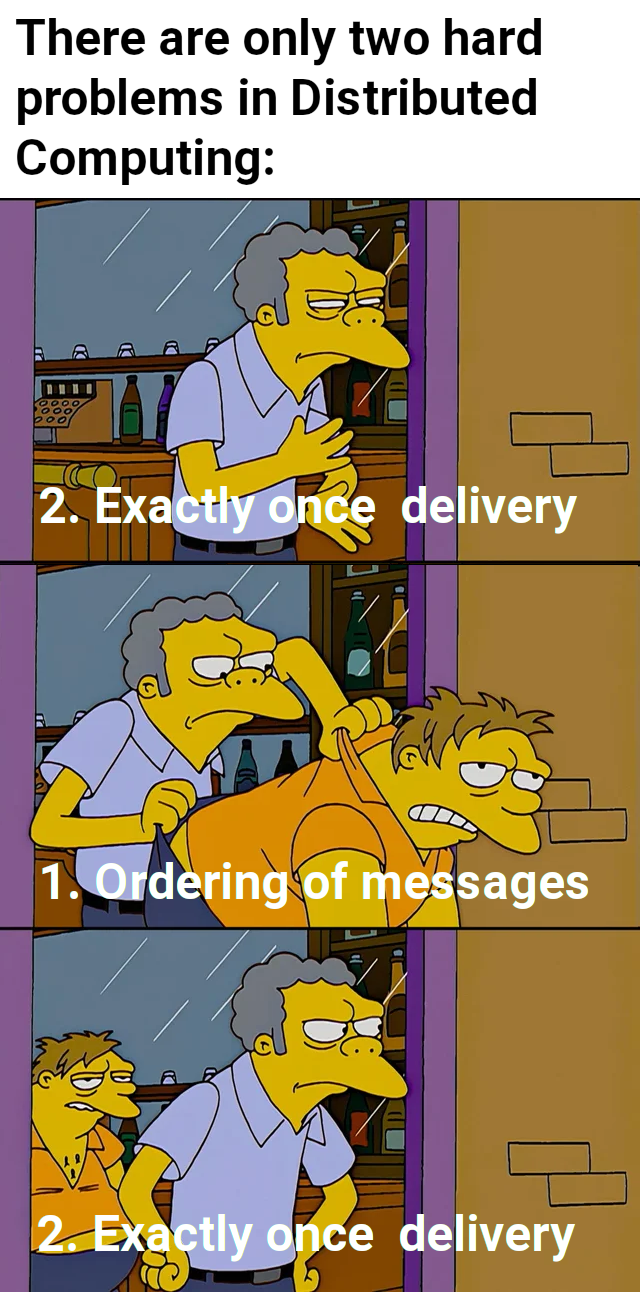 There are only two hard
problems in Distributed
Computing:
2. Exactly once  delivery
1. Ordering of messages
2. Exactly once  delivery